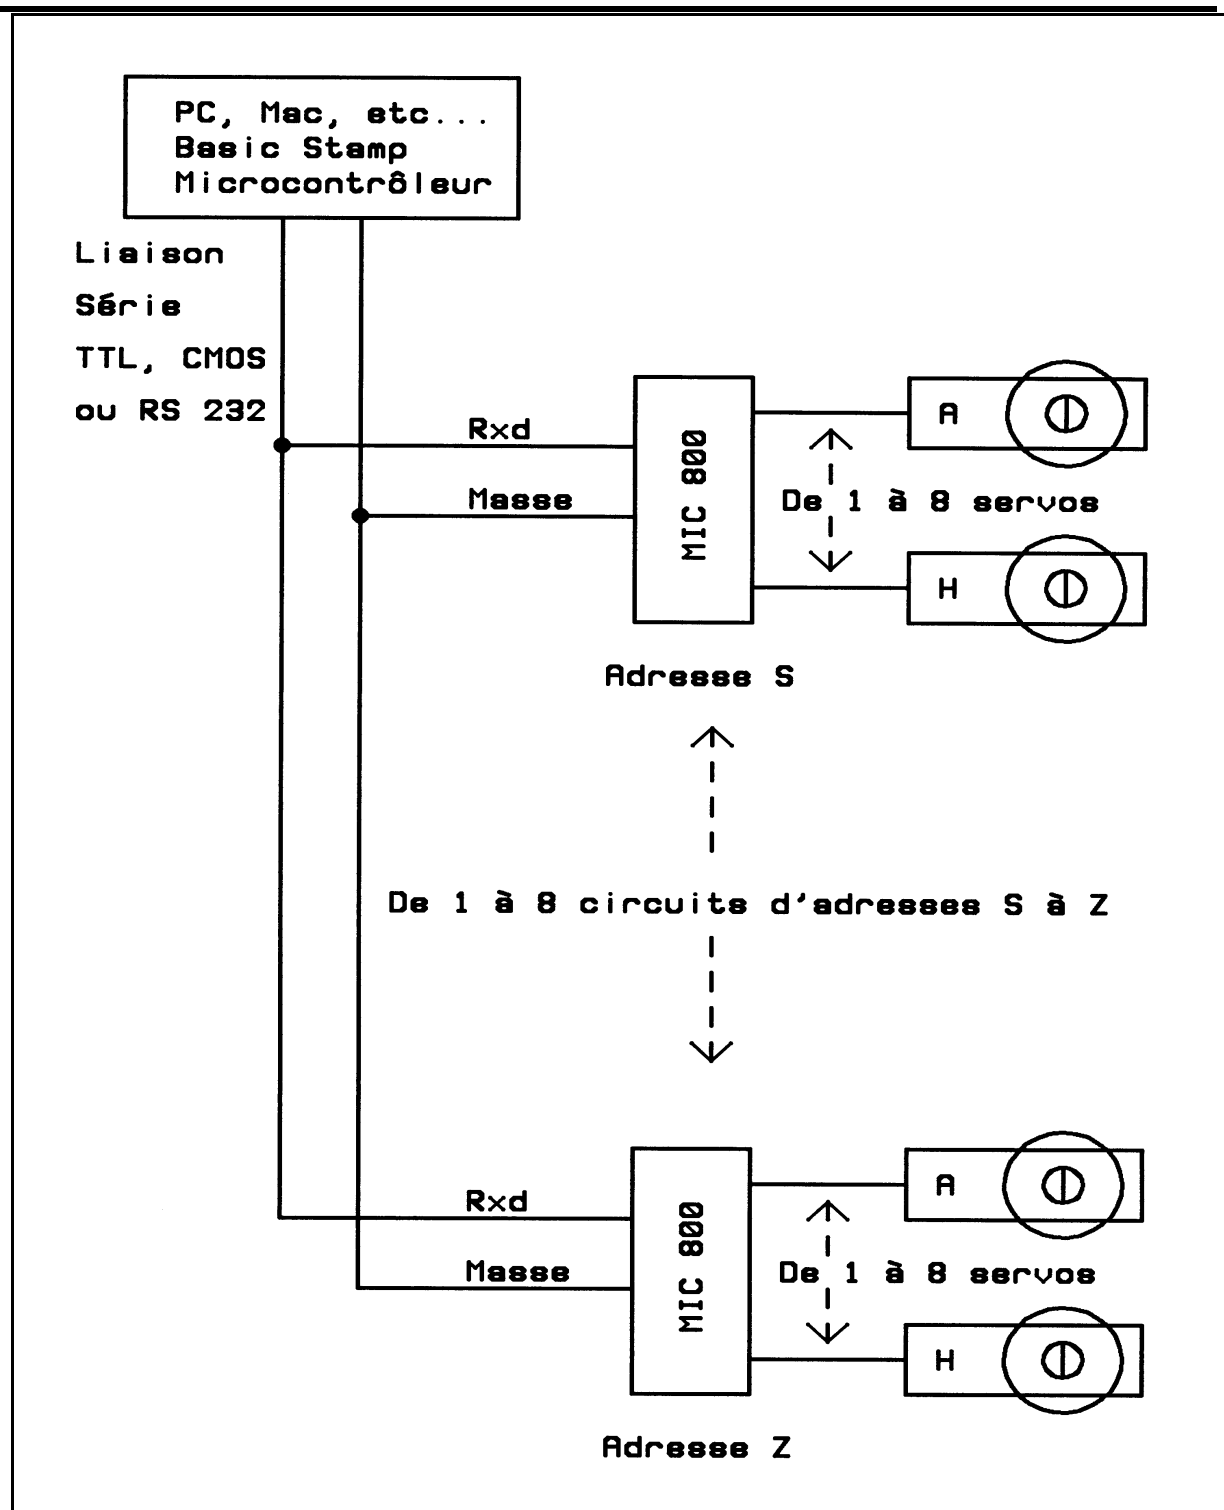 PC, Mac, etc...
Basic Stamp
Microcontrôleur
Liaison
Série
TTL, CMOS
ou RS 232
Rxd
Masse
MIC 800
A
De 1 à 8 servos
H
Adresse S
De 1 à 8 circuits d'adresses S à Z
Rxd
Masse
MIC 800
A
De 1 à 8 servos
H
Adresse Z